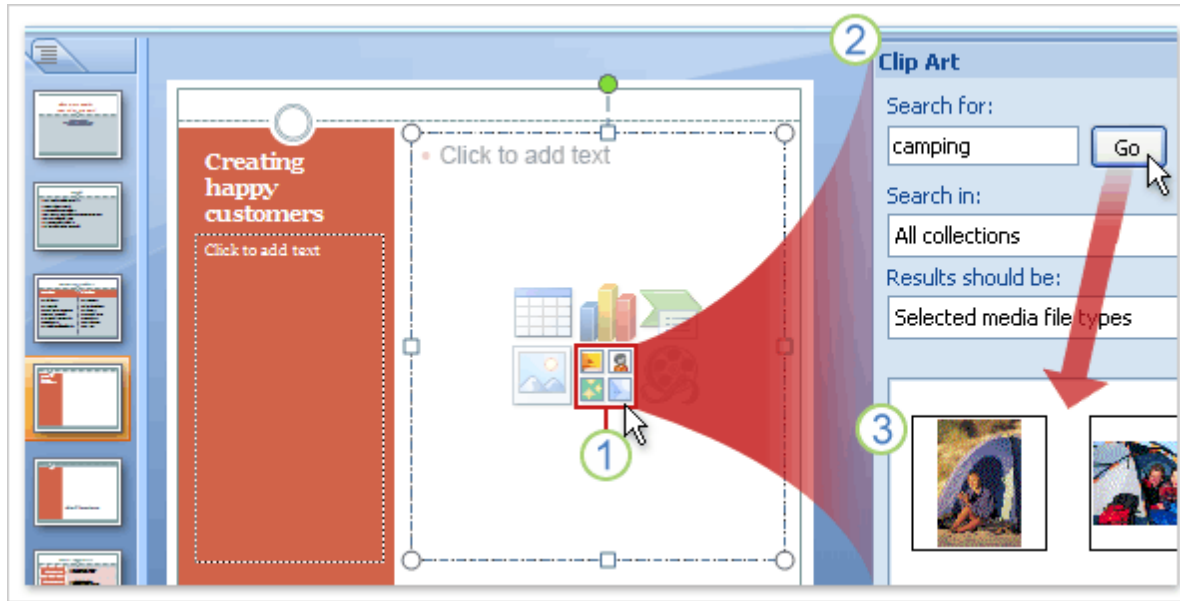 2
Clip Art
Search for:
camping
Go
Search in:
All collections
Results should be:
Selected media file types
Creating
happy
customers
Click to add text
Click to add text
1
3